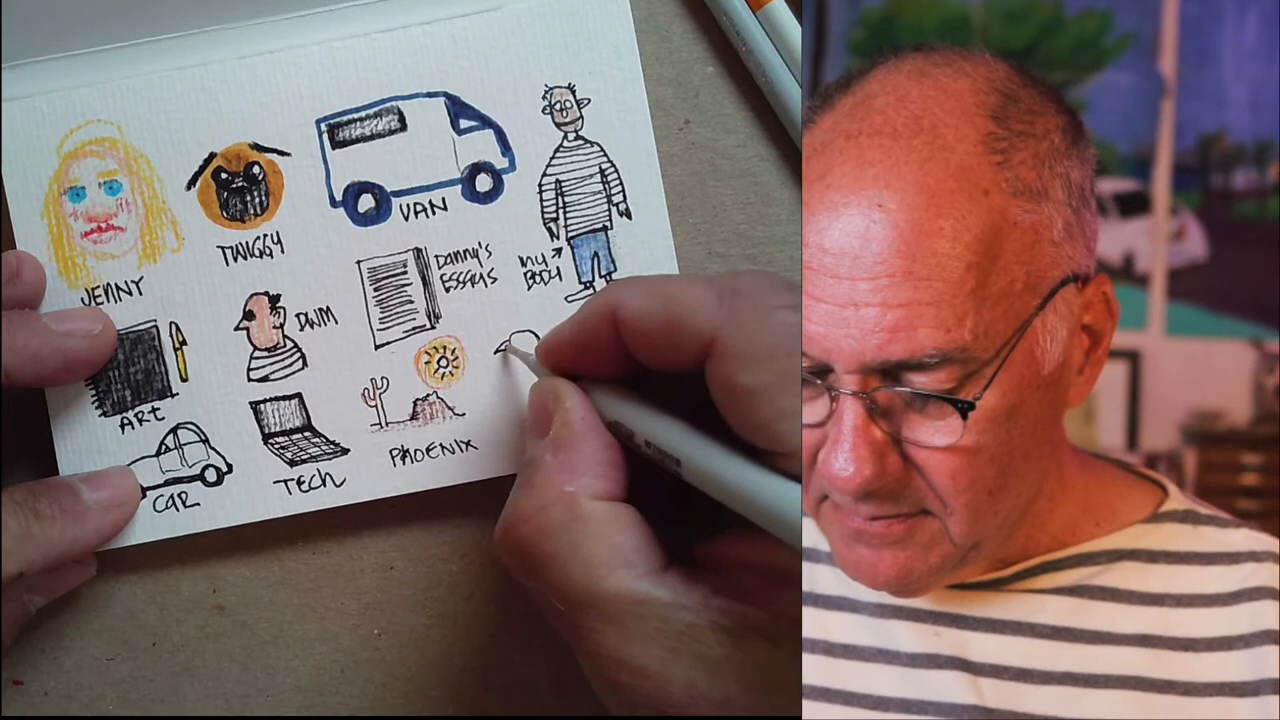 JENNY
TWIGGY
VAN
DANNY'S
ESSAYS
MY
BODY
ART
DWM
CAR
TECH
PHOENIX